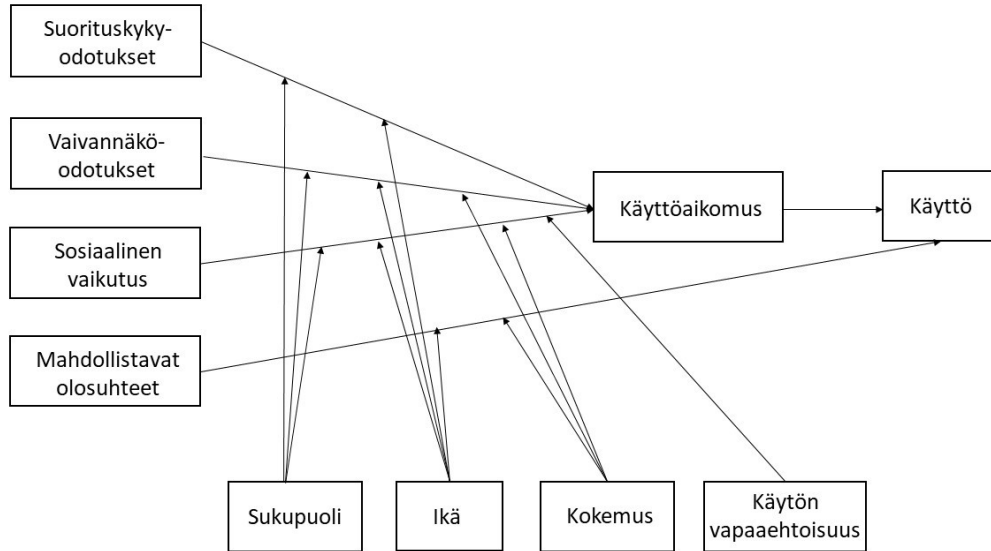 Suorituskyky-
odotukset
Vaivannäkö-
odotukset
Sosiaalinen
vaikutus
Mahdollistavat
olosuhteet
Käyttöaikomus
Käyttö
Sukupuoli
Ikä
Kokemus
Käytön
vapaaehtoisuus